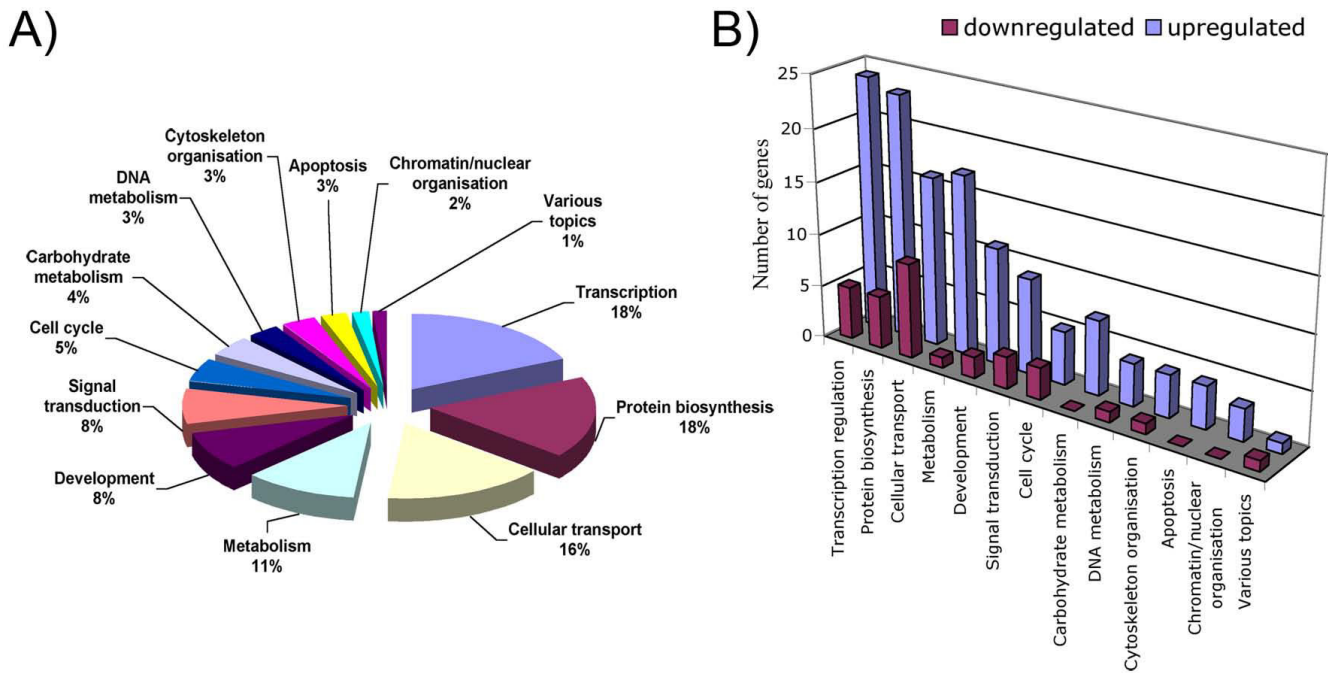 A)
Cytoskeleton
organisation
3%
Apoptosis
3%
Chromatin/nuclear
organisation
2%
DNA
metabolism
3%
Various
topics
1%
Carbohydrate
metabolism
4%
Transcription
18%
Cell cycle
5%
Signal
transduction
8%
Protein biosynthesis
18%
Development
8%
Cellular transport
16%
Metabolism
11%
B)
downregulated
upregulated
Number of genes
25
20
15
10
5
0
Transcription regulation
Protein biosynthesis
Cellular transport
Metabolism
Development
Signal transduction
Cell cycle
Carbohydrate metabolism
DNA metabolism
Cytoskeleton organisation
Apoptosis
Chromatin/nuclear
organisation
Various topics